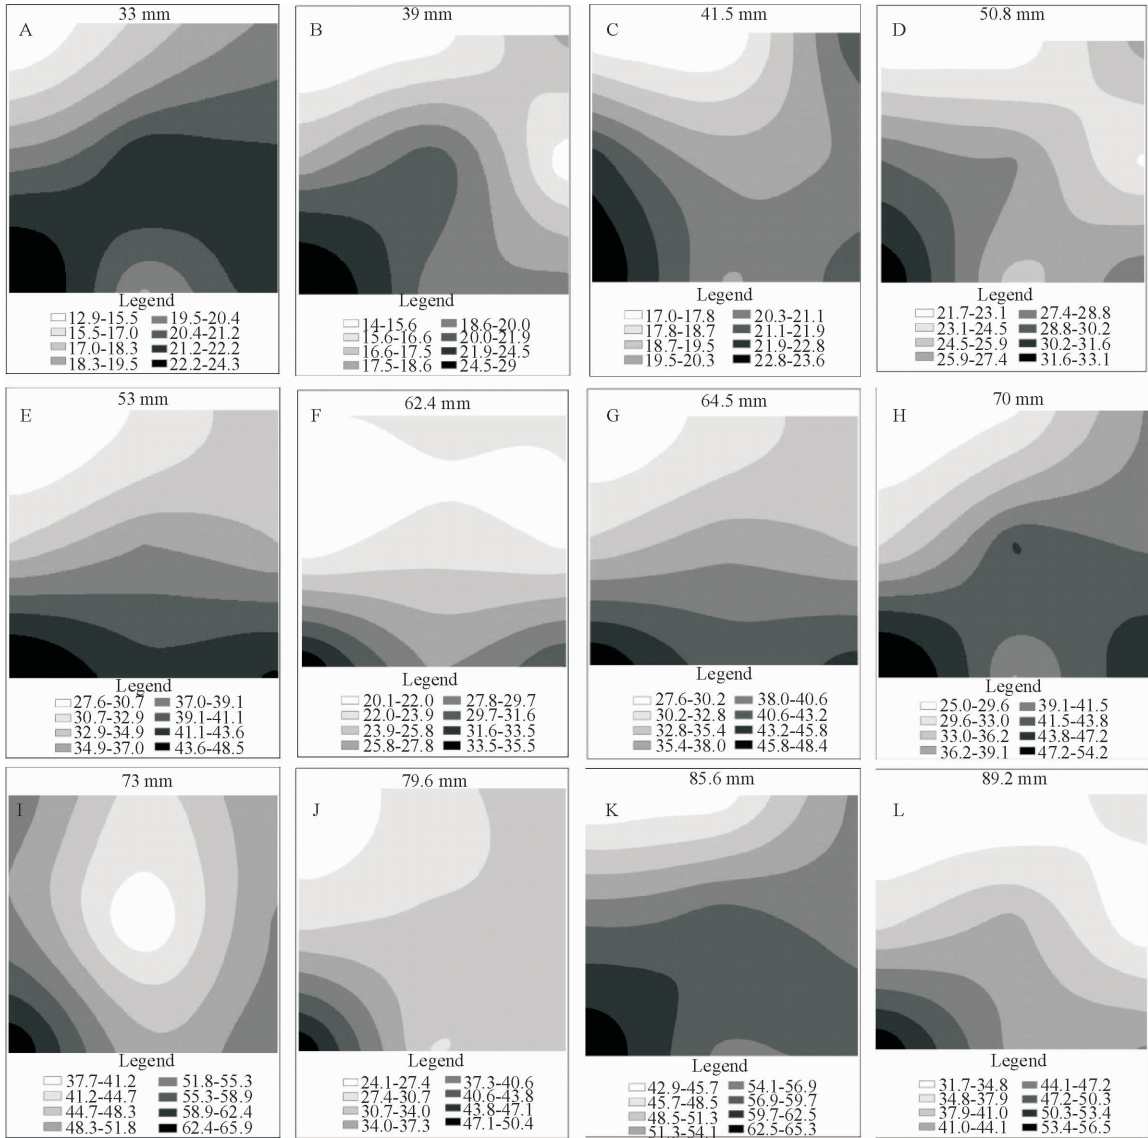 33 mm
A
Legend
12.9-15.5 19.5-20.4
15.5-17.0 20.4-21.2
17.0-18.3 21.2-22.2
18.3-19.5 22.2-24.3
39 mm
B
Legend
14-15.6 18.6-20.0
15.6-16.6 20.0-21.9
16.6-17.5 21.9-24.5
17.5-18.6 24.5-29
41.5 mm
C
Legend
17.0-17.8 20.3-21.1
17.8-18.7 21.1-21.9
18.7-19.5 21.9-22.8
19.5-20.3 22.8-23.6
50.8 mm
D
Legend
21.7-23.1 27.4-28.8
23.1-24.5 28.8-30.2
24.5-25.9 30.2-31.6
25.9-27.4 31.6-33.1
53 mm
E
Legend
27.6-30.7 37.0-39.1
30.7-32.9 39.1-41.1
32.9-34.9 41.1-43.6
34.9-37.0 43.6-48.5
62.4 mm
F
Legend
20.1-22.0 27.8-29.7
22.0-23.9 29.7-31.6
23.9-25.8 31.6-33.5
25.8-27.8 33.5-35.5
64.5 mm
G
Legend
27.6-30.2 38.0-40.6
30.2-32.8 40.6-43.2
32.8-35.4 43.2-45.8
35.4-38.0 45.8-48.4
70 mm
H
Legend
25.0-29.6 39.1-41.5
29.6-33.0 41.5-43.8
33.0-36.2 43.8-47.2
36.2-39.1 47.2-54.2
73 mm
I
Legend
37.7-41.2 51.8-55.3
41.2-44.7 55.3-58.9
44.7-48.3 58.9-62.4
48.3-51.8 62.4-65.9
79.6 mm
J
Legend
24.1-27.4 37.3-40.6
27.4-30.7 40.6-43.8
30.7-34.0 43.8-47.1
34.0-37.3 47.1-50.4
85.6 mm
K
Legend
42.9-45.7 54.1-56.9
45.7-48.5 56.9-59.7
48.5-51.3 59.7-62.5
51.3-54.1 62.5-65.3
89.2 mm
L
Legend
31.7-34.8 44.1-47.2
34.8-37.9 47.2-50.3
37.9-41.0 50.3-53.4
41.0-44.1 53.4-56.5